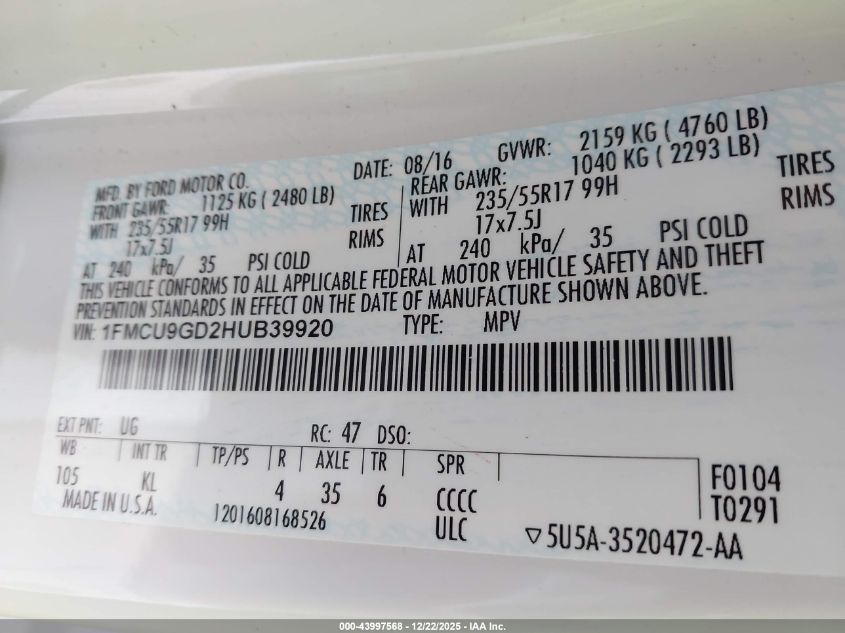 MFD. BY FORD MOTOR CO. DATE: 08/16 GVWR: 2159 KG ( 4760 LB)
FRONT GAWR: 1125 KG ( 2480 LB) REAR GAWR: 1040 KG ( 2293 LB)
WITH 235/55R17 99H TIRES WITH 235/55R17 99H TIRES
17x7.5J RIMS 17x7.5J RIMS
AT 240 kPa/ 35 PSI COLD AT 240 kPa/ 35 PSI COLD
THIS VEHICLE CONFORMS TO ALL APPLICABLE FEDERAL MOTOR VEHICLE SAFETY AND THEFT
PREVENTION STANDARDS IN EFFECT ON THE DATE OF MANUFACTURE SHOWN ABOVE.
VIN: 1FMCU9GD2HUB39920 TYPE: MPV
EXT PNT: UG RC: 47 DSO:
WB INT TR TP/PS R AXLE TR SPR
105 KL 4 35 6 CCCC F0104
MADE IN U.S.A. 1201608168526 ULC T0291
▽5U5A-3520472-AA
000-43997568 - 12/22/2025 - IAA Inc.